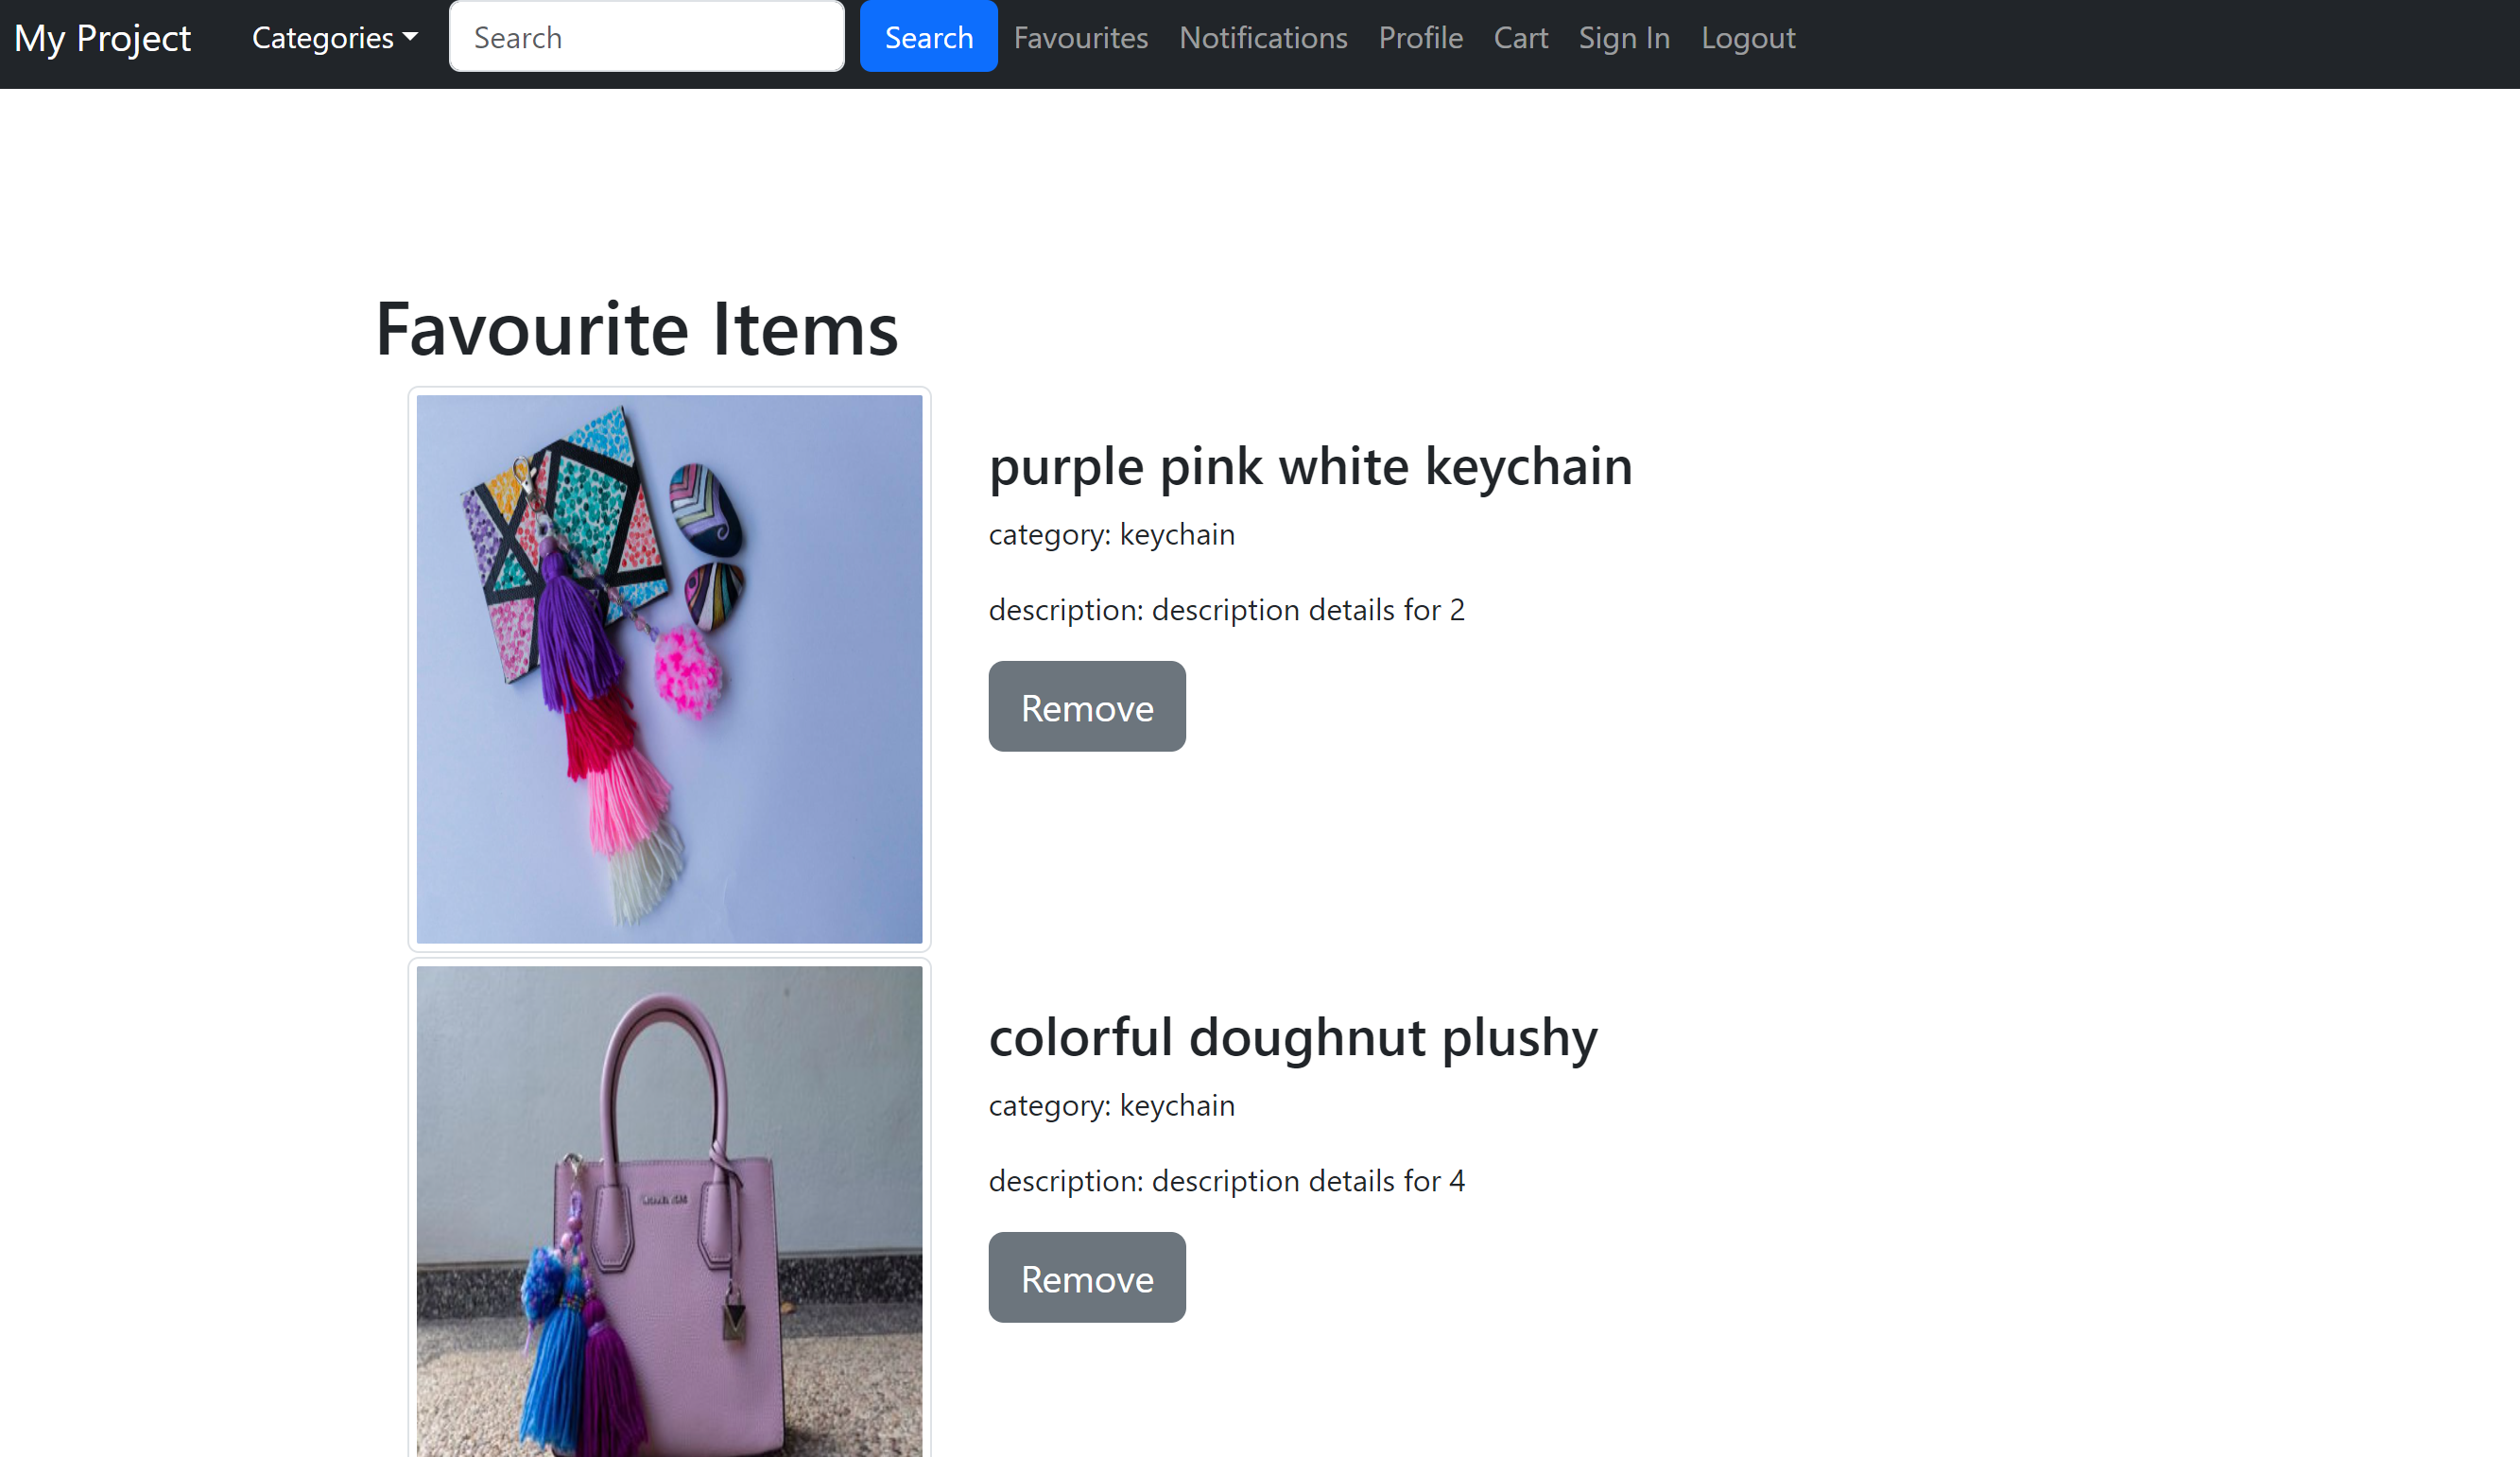 My Project Categories Search Search Favourites Notifications Profile Cart Sign In Logout
Favourite Items
purple pink white keychain
category: keychain
description: description details for 2
Remove
colorful doughnut plushy
category: keychain
description: description details for 4
Remove